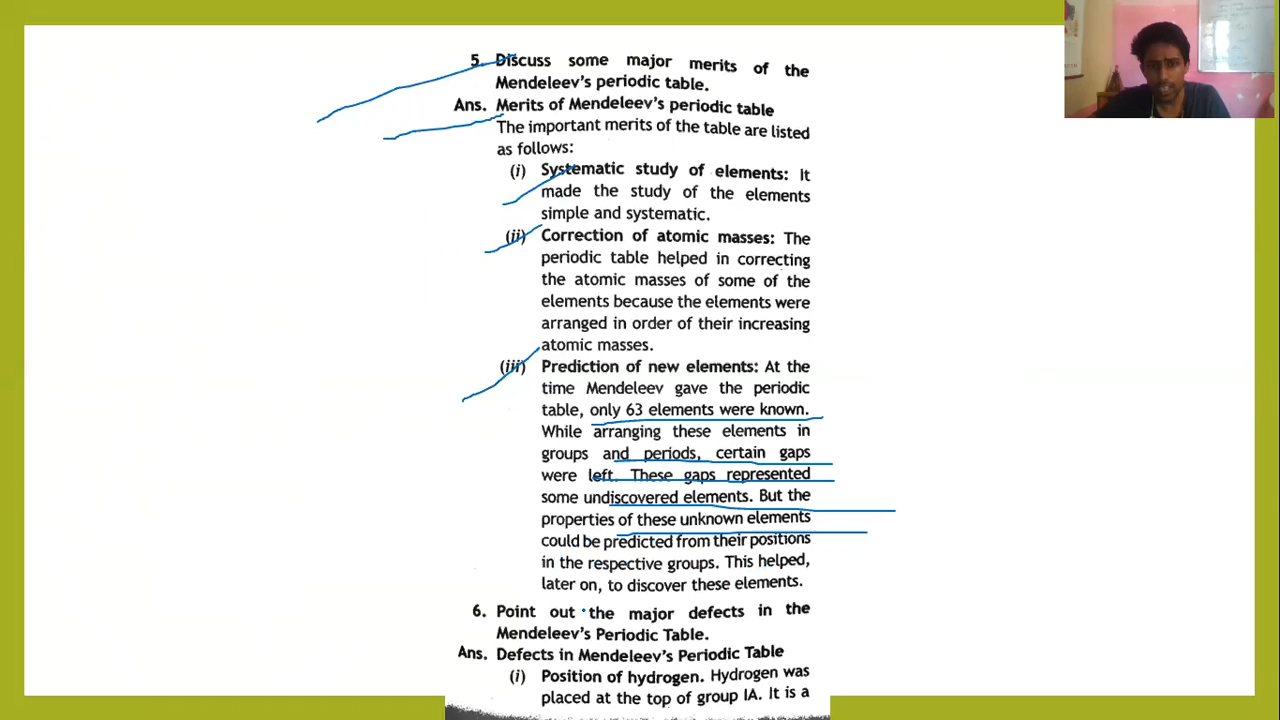 5. Discuss some major merits of the
Mendeleev's periodic table.
Ans. Merits of Mendeleev's periodic table
The important merits of the table are listed
as follows:
(i) Systematic study of elements: It
made the study of the elements
simple and systematic.
(ii) Correction of atomic masses: The
periodic table helped in correcting
the atomic masses of some of the
elements because the elements were
arranged in order of their increasing
atomic masses.
(iii) Prediction of new elements: At the
time Mendeleev gave the periodic
table, only 63 elements were known.
While arranging these elements in
groups and periods, certain gaps
were left. These gaps represented
some undiscovered elements. But the
properties of these unknown elements
could be predicted from their positions
in the respective groups. This helped,
later on, to discover these elements.
6. Point out the major defects in the
Mendeleev's Periodic Table.
Ans. Defects in Mendeleev's Periodic Table
(i) Position of hydrogen. Hydrogen was
placed at the top of group IA. It is a